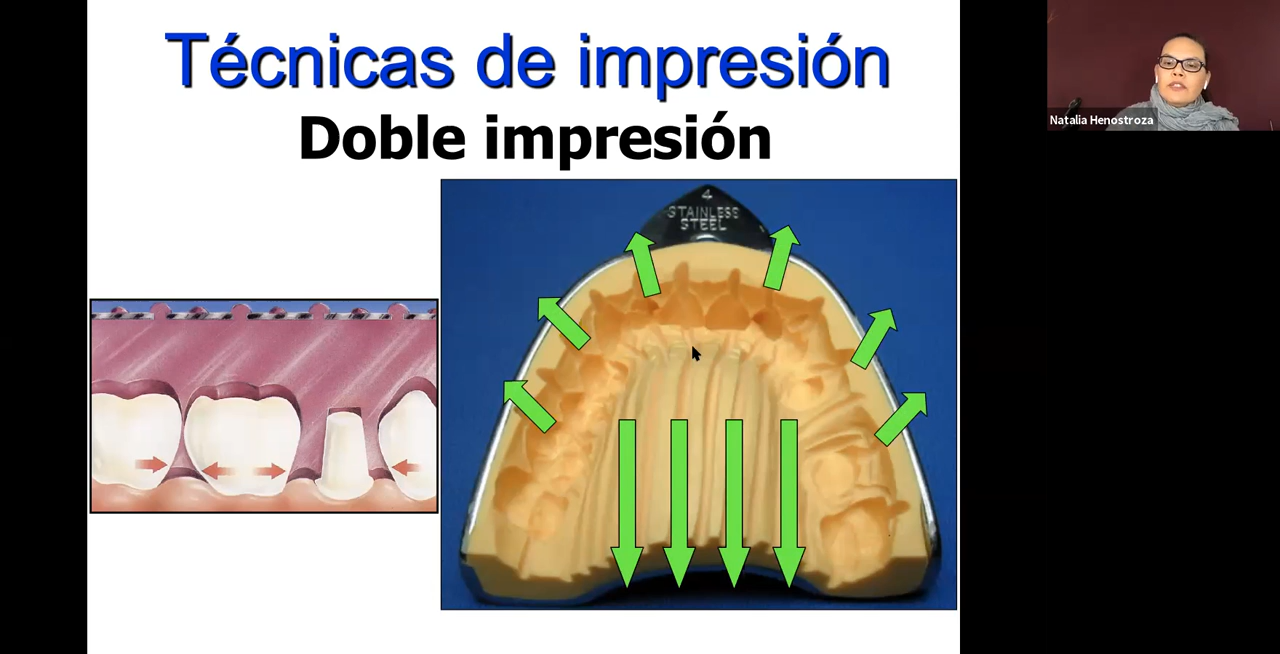 Técnicas de impresión
Doble impresión
4
STAINLESS
STEEL
Natalia Henostroza